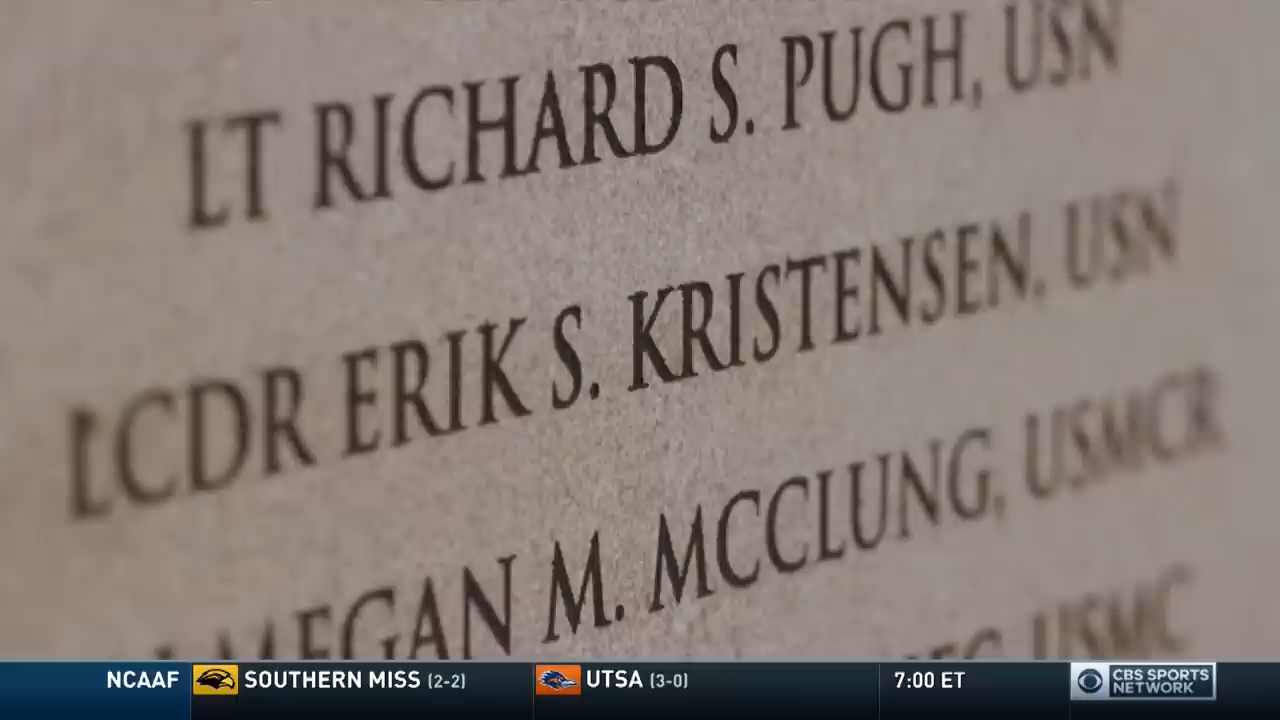 LT RICHARD S. PUGH, USN
LCDR ERIK S. KRISTENSEN, USN
MEGAN M. MCCLUNG, USMCR
USMC
NCAAF SOUTHERN MISS (2-2) UTSA (3-0) 7:00 ET CBS SPORTS NETWORK